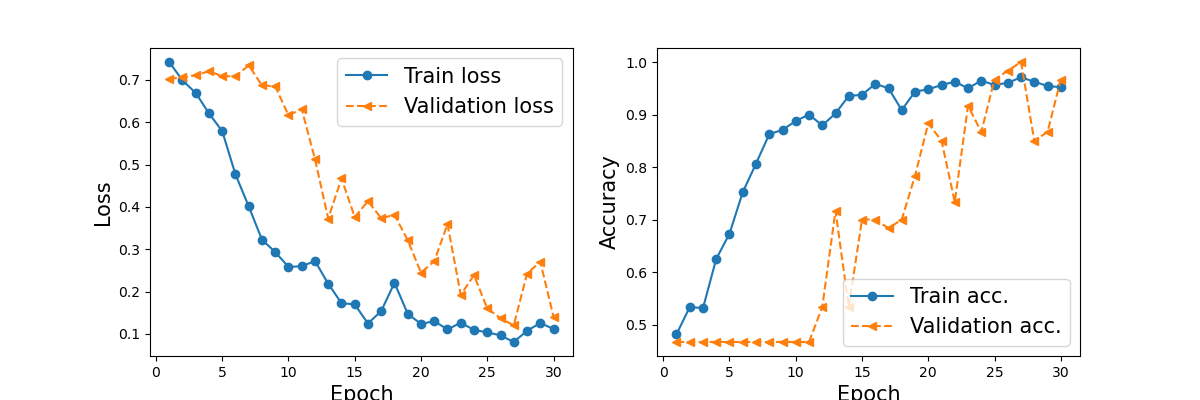 0.7
0.6
0.5
0.4
0.3
0.2
0.1
Loss
0 5 10 15 20 25 30
Epoch
Train loss
Validation loss
1.0
0.9
0.8
0.7
0.6
0.5
Accuracy
0 5 10 15 20 25 30
Epoch
Train acc.
Validation acc.